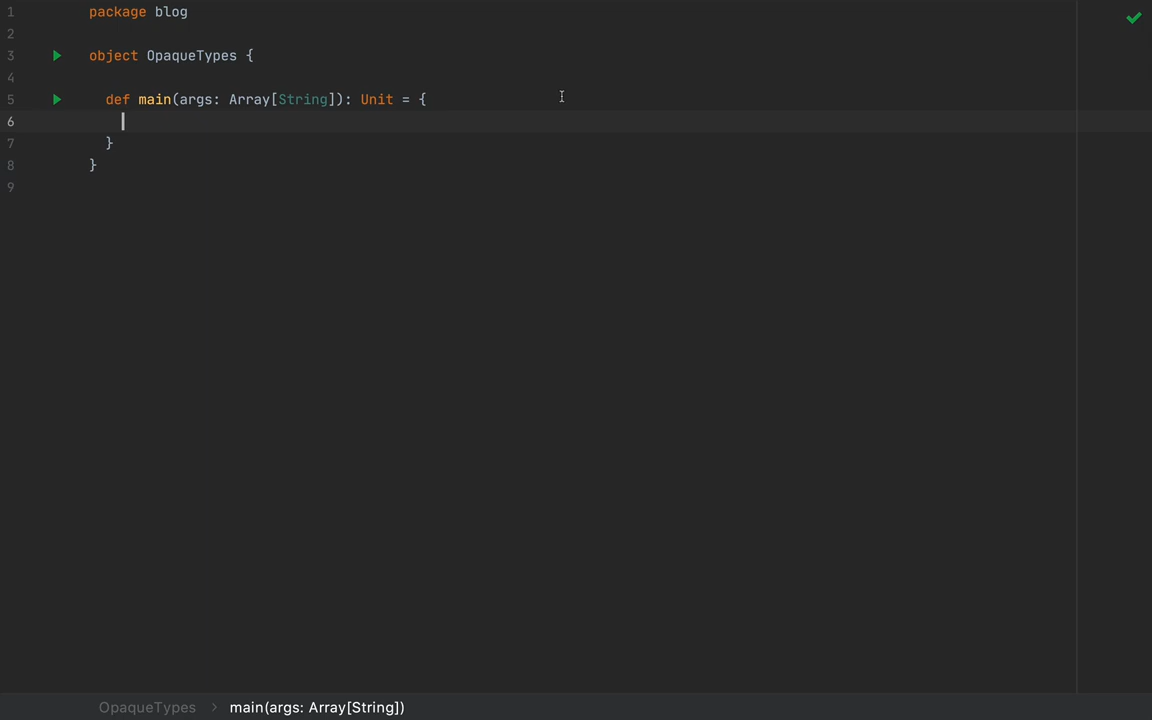 1 package blog
2
3 object OpaqueTypes {
4
5 def main(args: Array[String]): Unit = {
6
7 }
8 }
9
OpaqueTypes > main(args: Array[String])